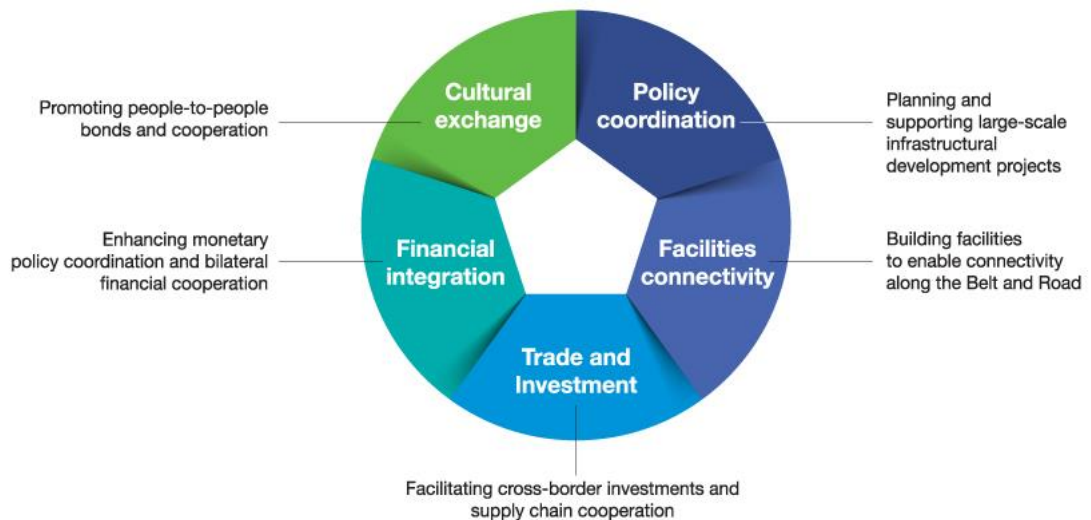 Cultural
exchange
Policy
coordination
Promoting people-to-people
bonds and cooperation
Planning and
supporting large-scale
infrastructural
development projects
Financial
integration
Facilities
connectivity
Enhancing monetary
policy coordination and bilateral
financial cooperation
Building facilities
to enable connectivity
along the Belt and Road
Trade and
Investment
Facilitating cross-border investments and
supply chain cooperation